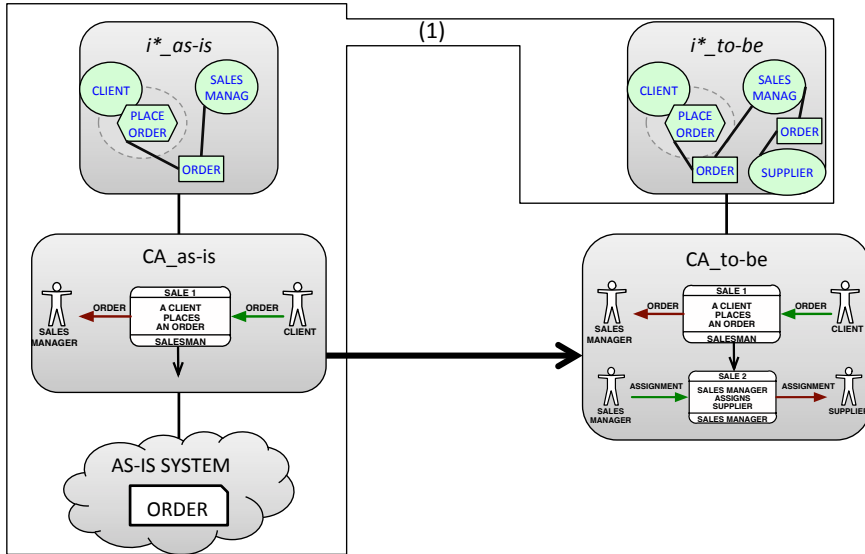 (1)
i*_as-is
CLIENT
SALES
MANAG
PLACE
ORDER
ORDER
i*_to-be
CLIENT
SALES
MANAG
PLACE
ORDER
ORDER
ORDER
SUPPLIER
CA_as-is
SALE 1
ORDER
A CLIENT
PLACES
AN ORDER
ORDER
SALES
MANAGER
CLIENT
SALESMAN
CA_to-be
SALE 1
ORDER
A CLIENT
PLACES
AN ORDER
ORDER
SALES
MANAGER
CLIENT
SALESMAN
SALE 2
ASSIGNMENT
SALES MANAGER
ASSIGNS
SUPPLIER
ASSIGNMENT
SALES
MANAGER
SUPPLIER
SALES MANAGER
AS-IS SYSTEM
ORDER